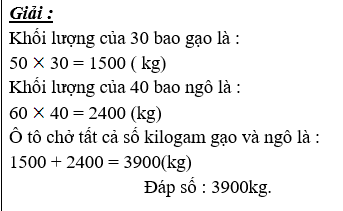 Giải :
Khối lượng của 30 bao gạo là :
50 × 30 = 1500 ( kg)
Khối lượng của 40 bao ngô là :
60 × 40 = 2400 (kg)
Ô tô chở tất cả số kilogam gạo và ngô là :
1500 + 2400 = 3900(kg)
Đáp số : 3900kg.